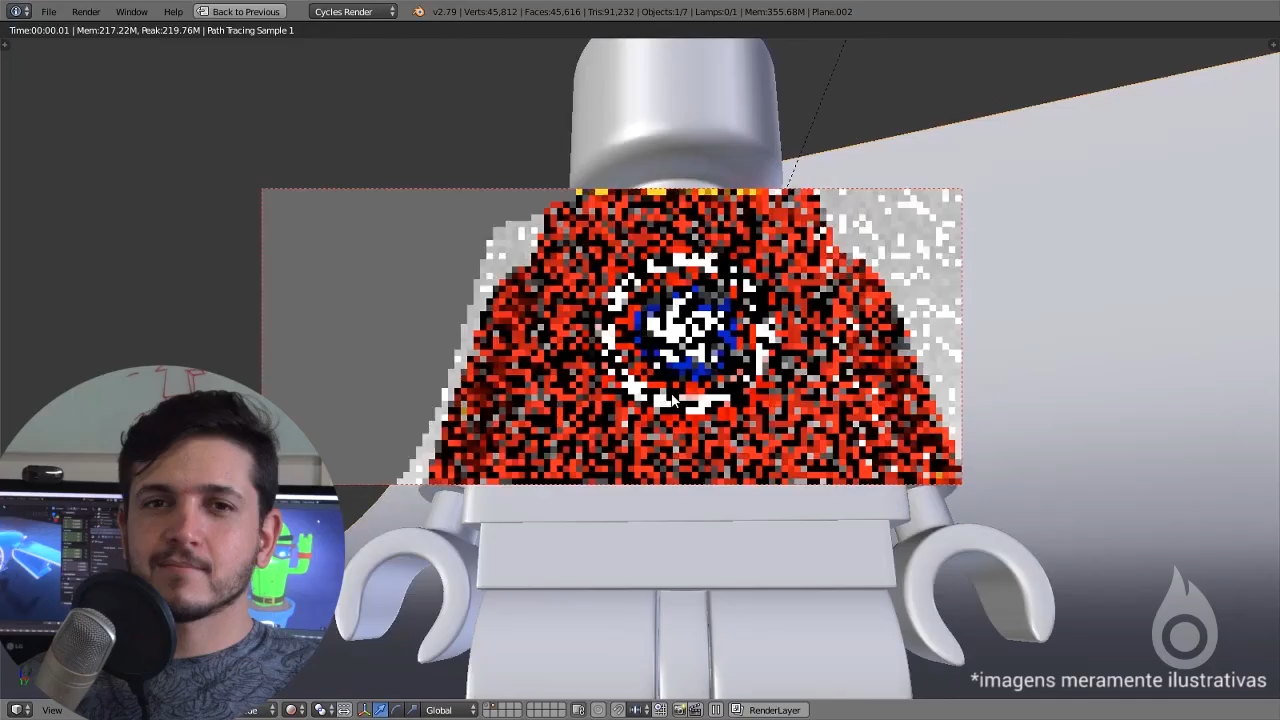 File Render Window Help Back to Previous Cycles Render v2.79 | Verts:45,812 | Faces:45,616 | Tris:91,232 | Objects:1/7 | Lamps:0/1 | Mem:355.68M | Plane.002
Time:00:00.01 | Mem:217.22M, Peak:219.76M | Path Tracing Sample 1
*imagens meramente ilustrativas
View Global RenderLayer